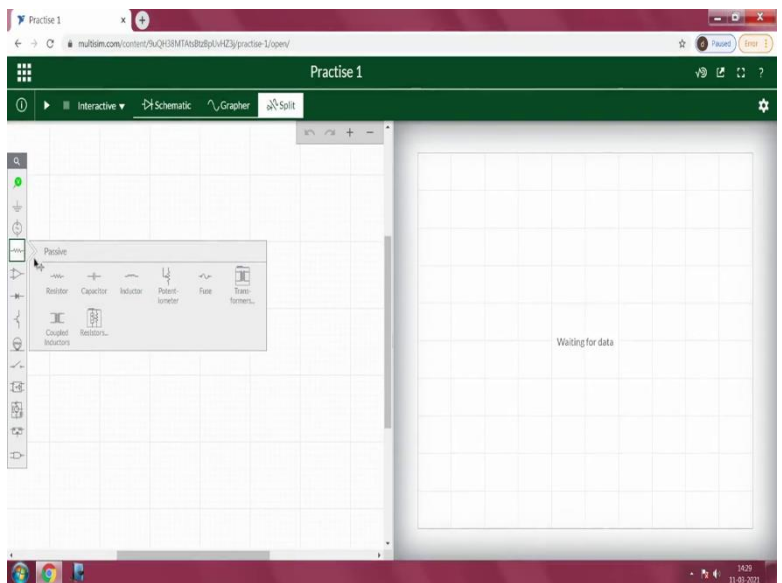 Practise 1
multisim.com/content/9uQH38MTAtsBtzBpUvHZ3j/practise-1/open/
d Paused
Error
Practise 1
Interactive
Schematic
Grapher
Split
Passive
Resistor
Capacitor
Inductor
Potent-
iometer
Fuse
Trans-
formers...
Coupled
Inductors
Resistors...
Waiting for data
14:29
11-03-2021